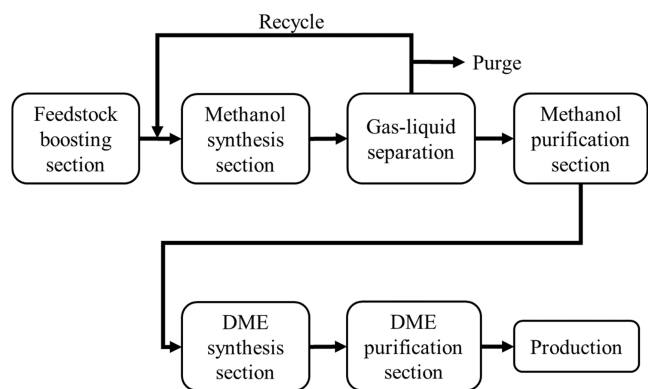 Recycle
Purge
Feedstock
boosting
section
Methanol
synthesis
section
Gas-liquid
separation
Methanol
purification
section
DME
synthesis
section
DME
purification
section
Production